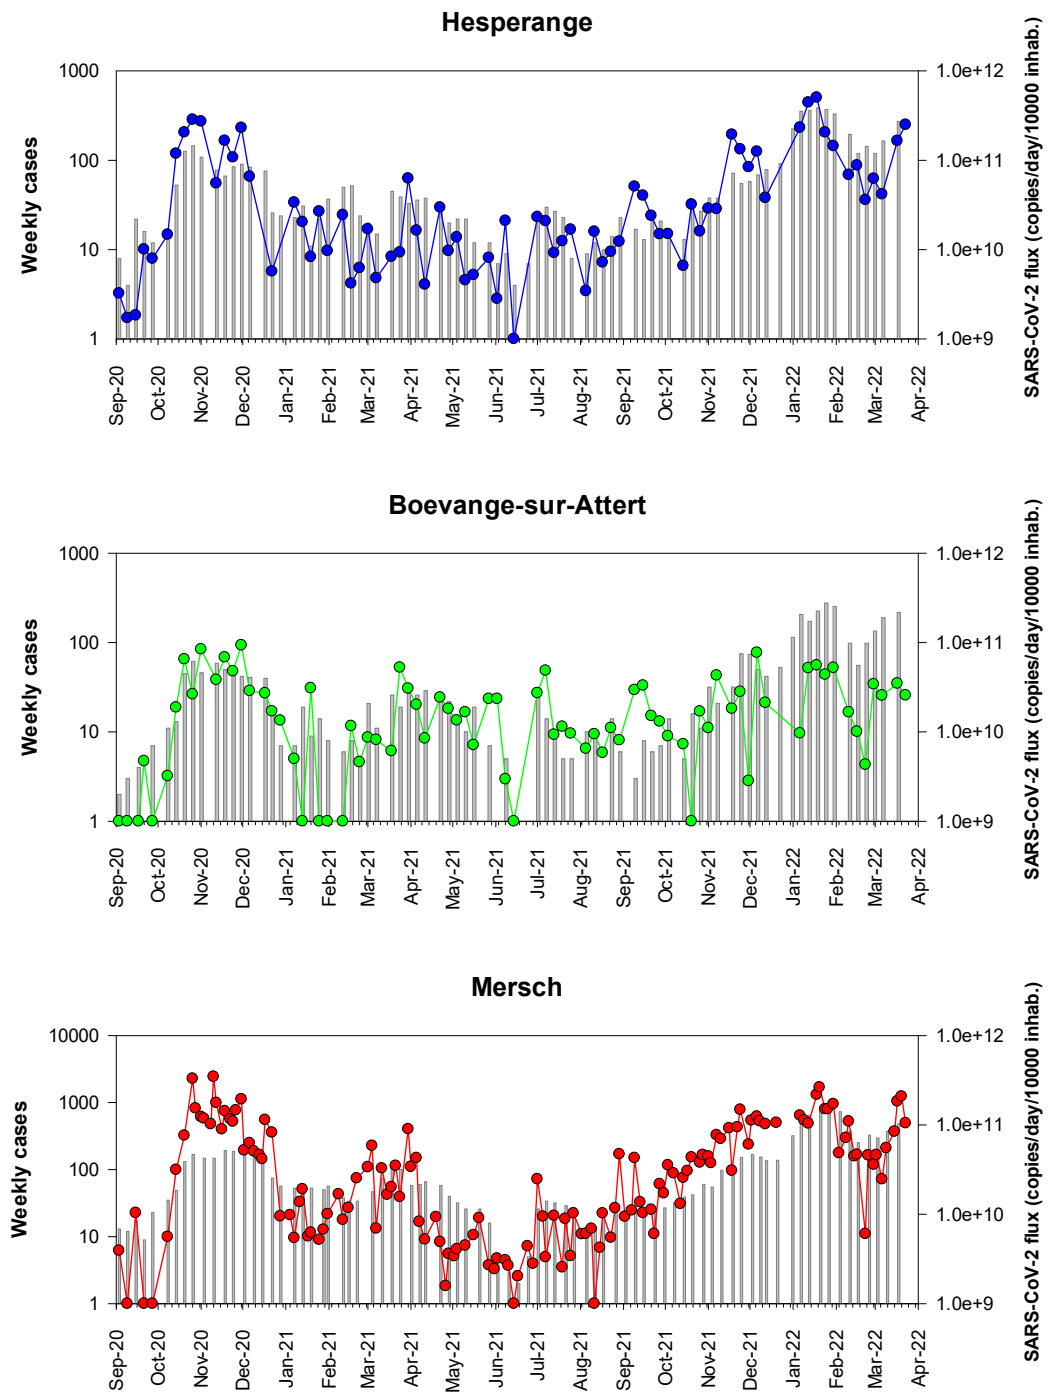 Hesperange
Weekly cases
SARS-CoV-2 flux (copies/day/10000 inhab.)
1000
100
10
1
1.0e+12
1.0e+11
1.0e+10
1.0e+9
Sep-20
Oct-20
Nov-20
Dec-20
Jan-21
Feb-21
Mar-21
Apr-21
May-21
Jun-21
Jul-21
Aug-21
Sep-21
Oct-21
Nov-21
Dec-21
Jan-22
Feb-22
Mar-22
Apr-22
Boevange-sur-Attert
Weekly cases
SARS-CoV-2 flux (copies/day/10000 inhab.)
1000
100
10
1
1.0e+12
1.0e+11
1.0e+10
1.0e+9
Sep-20
Oct-20
Nov-20
Dec-20
Jan-21
Feb-21
Mar-21
Apr-21
May-21
Jun-21
Jul-21
Aug-21
Sep-21
Oct-21
Nov-21
Dec-21
Jan-22
Feb-22
Mar-22
Apr-22
Mersch
Weekly cases
SARS-CoV-2 flux (copies/day/10000 inhab.)
10000
1000
100
10
1
1.0e+12
1.0e+11
1.0e+10
1.0e+9
Sep-20
Oct-20
Nov-20
Dec-20
Jan-21
Feb-21
Mar-21
Apr-21
May-21
Jun-21
Jul-21
Aug-21
Sep-21
Oct-21
Nov-21
Dec-21
Jan-22
Feb-22
Mar-22
Apr-22